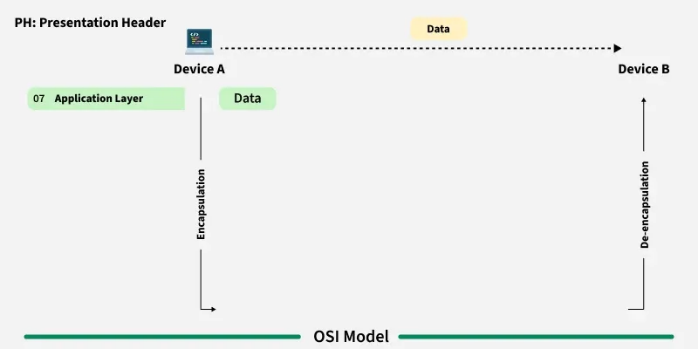 PH: Presentation Header
Data
Device A
Device B
07 Application Layer
Data
Encapsulation
De-encapsulation
OSI Model